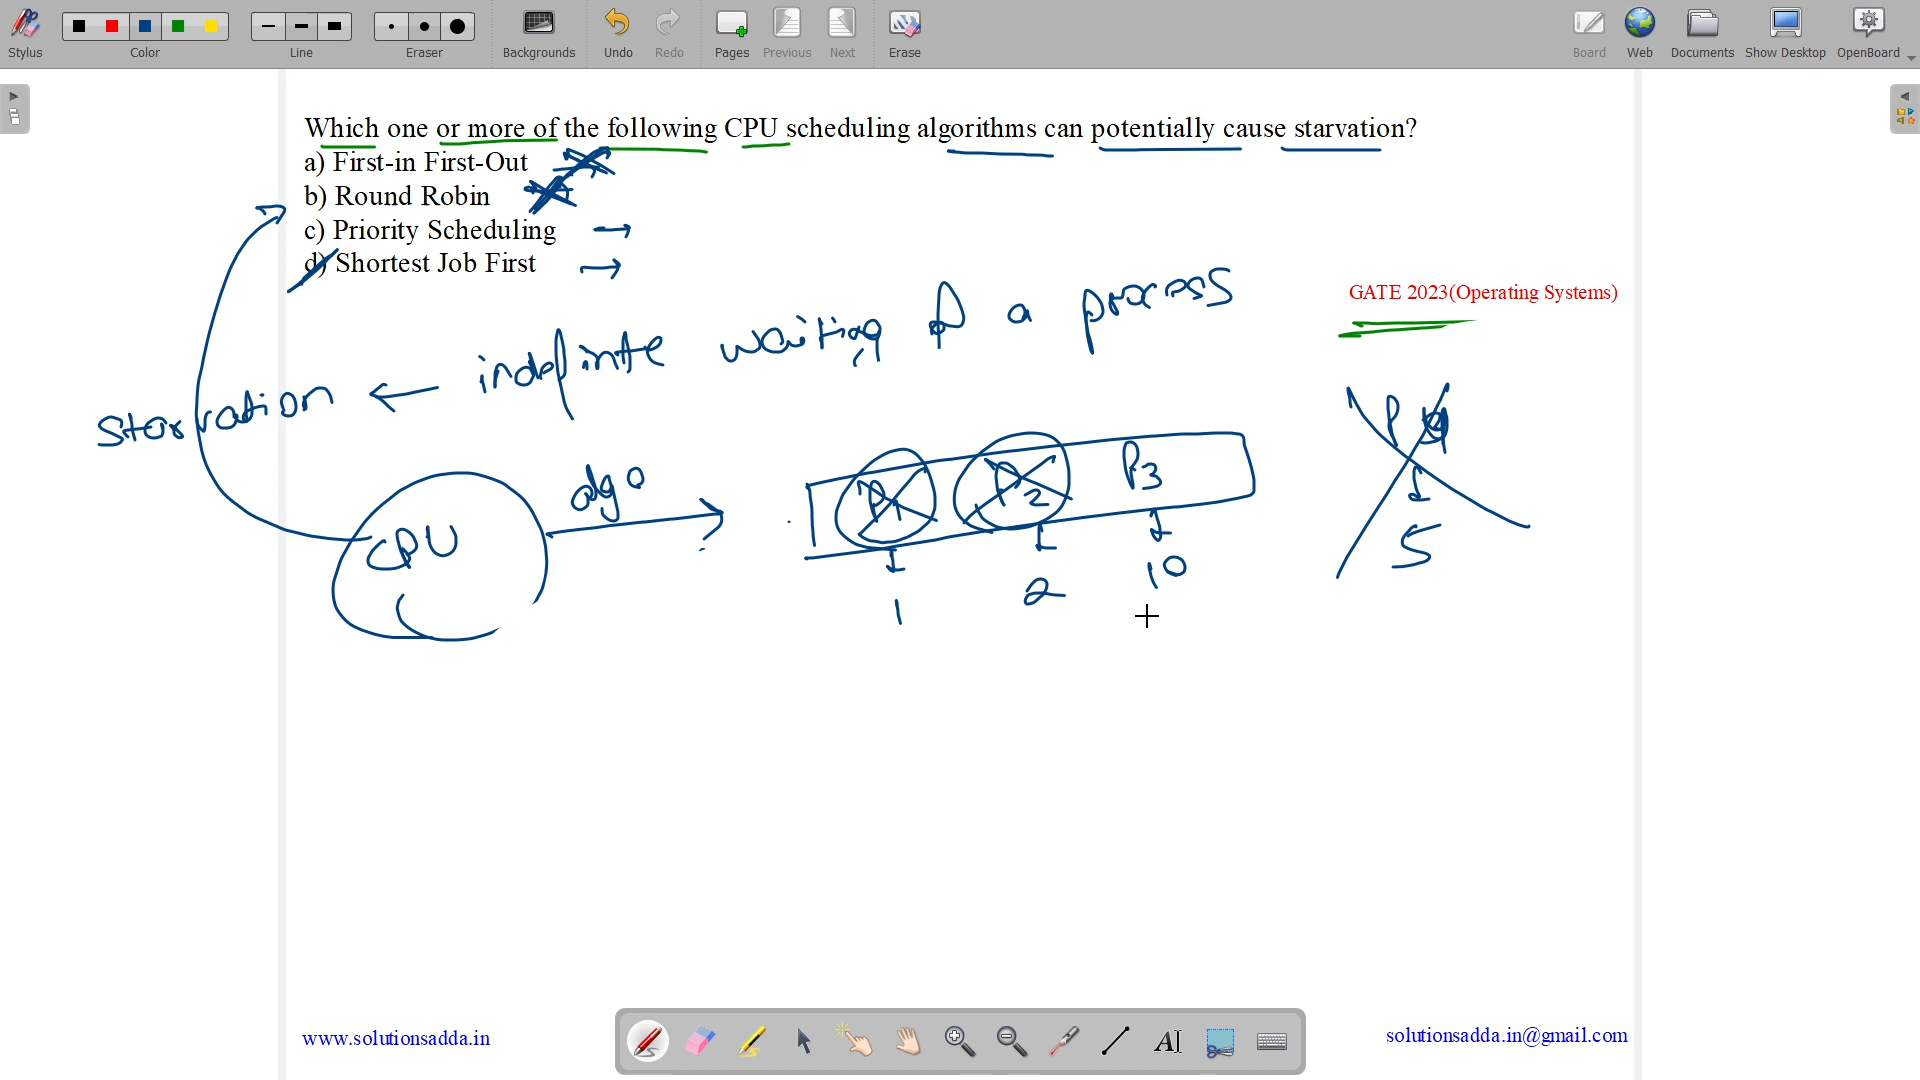 Stylus Color Line Eraser Backgrounds Undo Redo Pages Previous Next Erase Board Web Documents Show Desktop OpenBoard
Which one or more of the following CPU scheduling algorithms can potentially cause starvation?
a) First-in First-Out
b) Round Robin
c) Priority Scheduling
d) Shortest Job First
GATE 2023(Operating Systems)
indefinite waiting of a process
Starvation
P4
5
CPU
algo
P1 P2 P3
1 2 10
www.solutionsadda.in
solutionsadda.in@gmail.com
AI